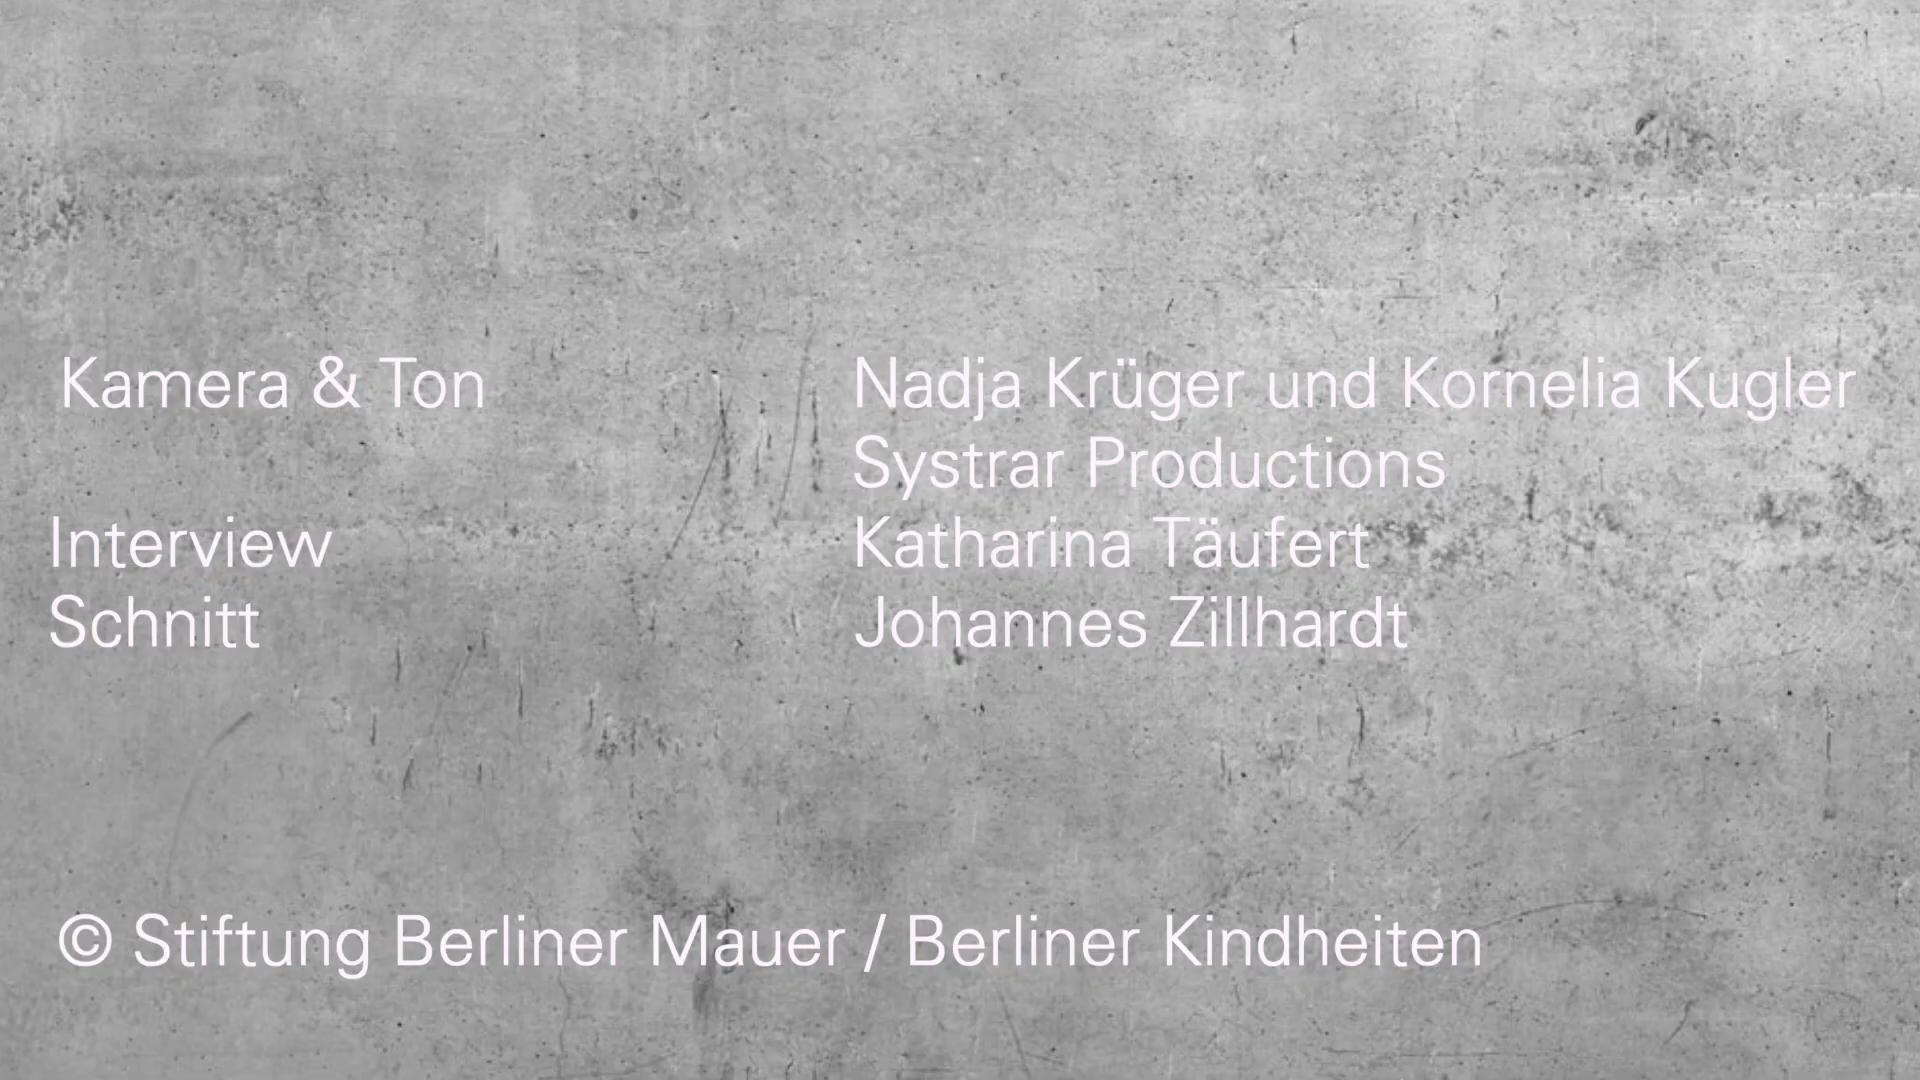 Kamera & Ton Nadja Krüger und Kornelia Kugler
Systrar Productions
Interview Katharina Täufert
Schnitt Johannes Zillhardt
© Stiftung Berliner Mauer / Berliner Kindheiten